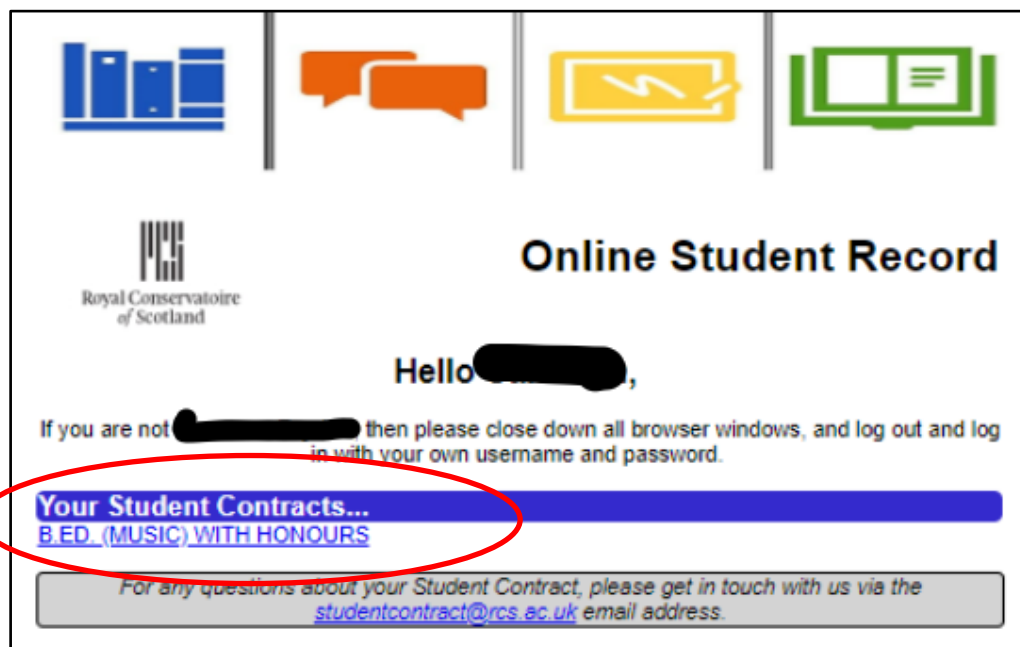 Royal Conservatoire
of Scotland
Online Student Record
Hello ,
If you are not then please close down all browser windows, and log out and log
in with your own username and password.
Your Student Contracts...
B.ED. (MUSIC) WITH HONOURS
For any questions about your Student Contract, please get in touch with us via the
studentcontract@rcs.ac.uk email address.